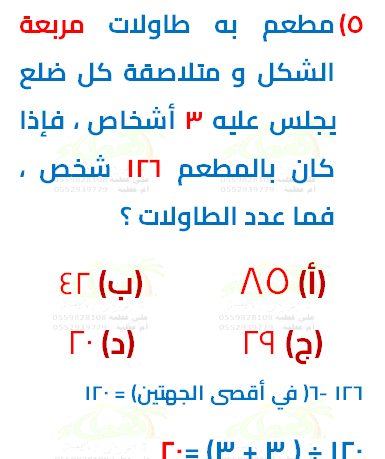 ٥) مطعم به طاولات مربعة
الشكل و متلاصقة كل ضلع
يجلس عليه ٣ أشخاص ، فإذا
كان بالمطعم ١٢٦ شخص ،
فما عدد الطاولات ؟
(أ) ٨٥ (ب) ٤٢
(ج) ٢٩ (د) ٢٠
١٢٦ -٦( في أقصى الجهتين) = ١٢٠
١٢٠ ÷ ( ٣ + ٣) =٢٠